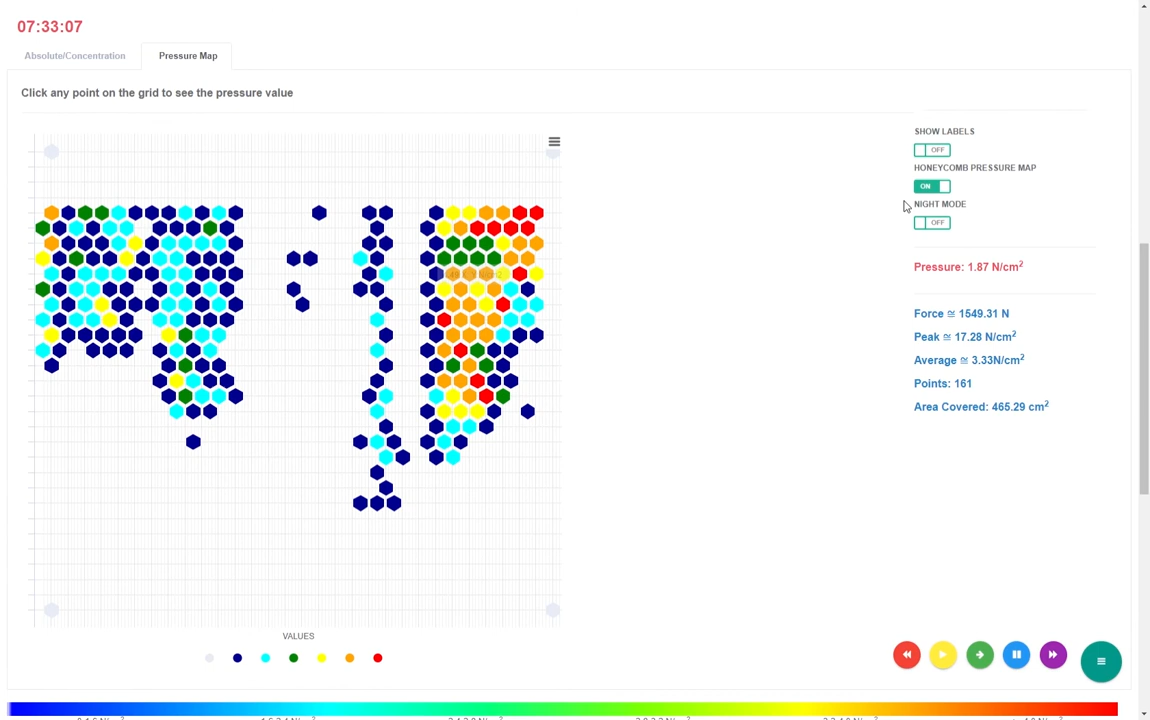 07:33:07
Absolute/Concentration
Pressure Map
Click any point on the grid to see the pressure value
SHOW LABELS
OFF
HONEYCOMB PRESSURE MAP
ON
NIGHT MODE
OFF
Pressure: 1.87 N/cm²
Force ≅ 1549.31 N
Peak ≅ 17.28 N/cm²
Average ≅ 3.33N/cm²
Points: 161
Area Covered: 465.29 cm²
VALUES